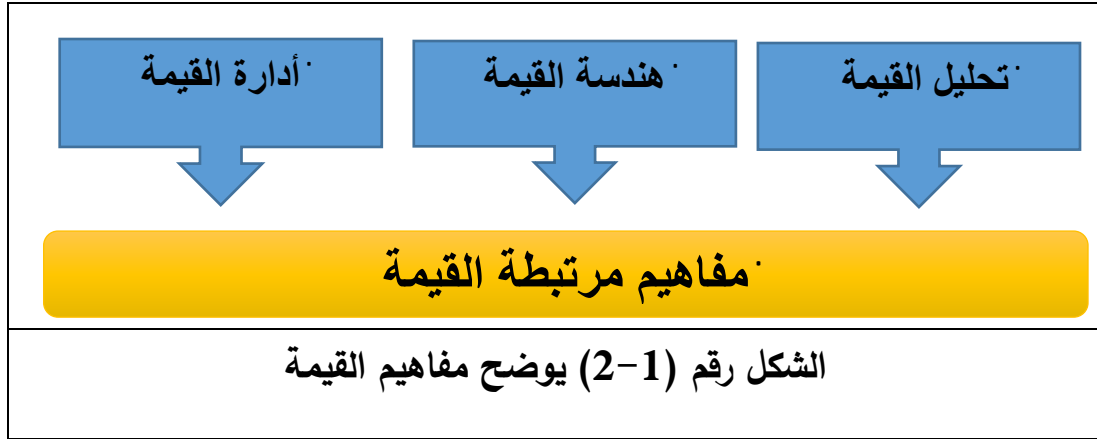 تحليل القيمة
هندسة القيمة
أدارة القيمة
مفاهيم مرتبطة القيمة
الشكل رقم (1-2) يوضح مفاهيم القيمة